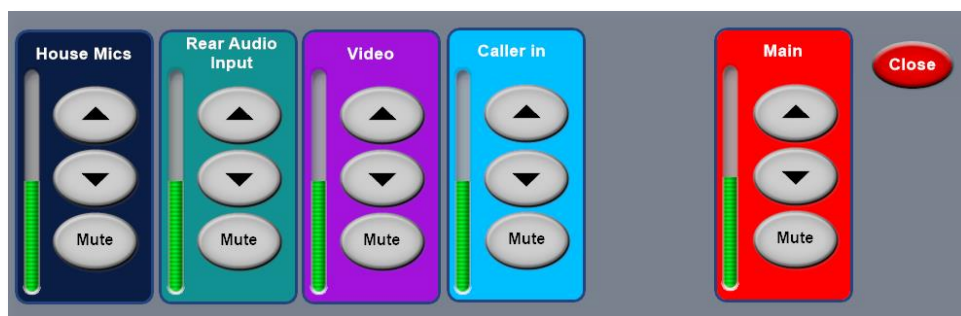 House Mics
Mute
Rear Audio
Input
Mute
Video
Mute
Caller in
Mute
Main
Mute
Close